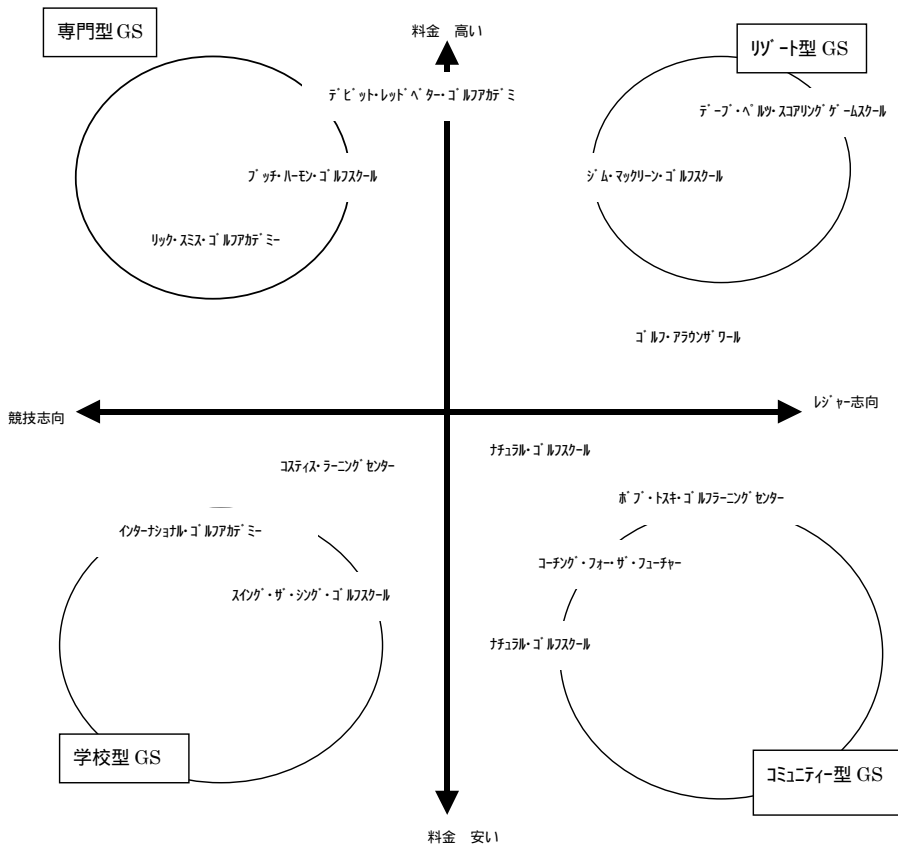 専門型 GS
料金 高い
リゾート型 GS
デビット・レッドベター・ゴルフアカデミ
デーブ・ペルツ・スコアリングゲームスクール
ブッチ・ハーモン・ゴルフスクール
ジム・マックリーン・ゴルフスクール
リック・スミス・ゴルフアカデミー
ゴルフ・アラウンザワール
競技志向
レジャー志向
ナチュラル・ゴルフスクール
コスティス・ラーニングセンター
ボブ・トスキ・ゴルフラーニングセンター
インターナショナル・ゴルフアカデミー
コーチング・フォー・ザ・フューチャー
スイング・ザ・シング・ゴルフスクール
ナチュラル・ゴルフスクール
学校型 GS
コミュニティー型 GS
料金 安い